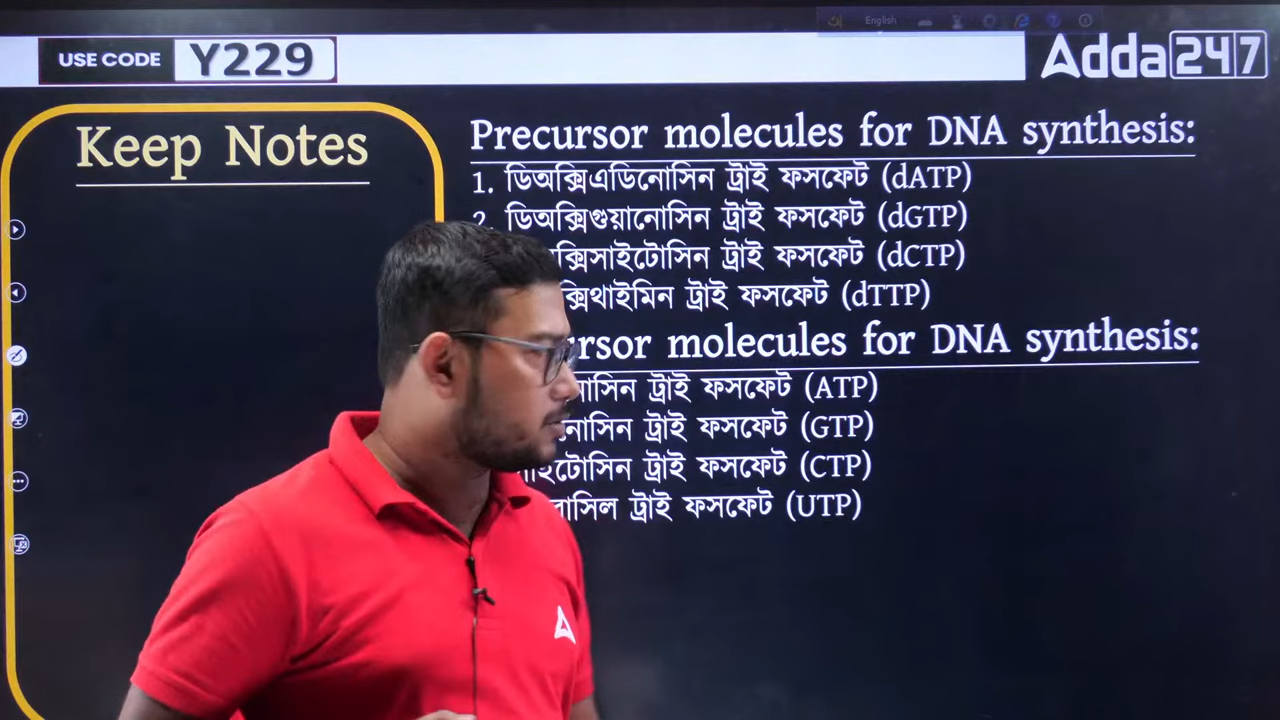 English
USE CODE Y229
Adda247
Keep Notes
Precursor molecules for DNA synthesis:
1. ডিঅক্সিএডিনোসিন ট্রাই ফসফেট (dATP)
2. ডিঅক্সিগুয়ানোসিন ট্রাই ফসফেট (dGTP)
ক্সিসাইটোসিন ট্রাই ফসফেট (dCTP)
ক্সিথাইমিন ট্রাই ফসফেট (dTTP)
rsor molecules for DNA synthesis:
নোসিন ট্রাই ফসফেট (ATP)
নোসিন ট্রাই ফসফেট (GTP)
সাইটোসিন ট্রাই ফসফেট (CTP)
রাসিল ট্রাই ফসফেট (UTP)